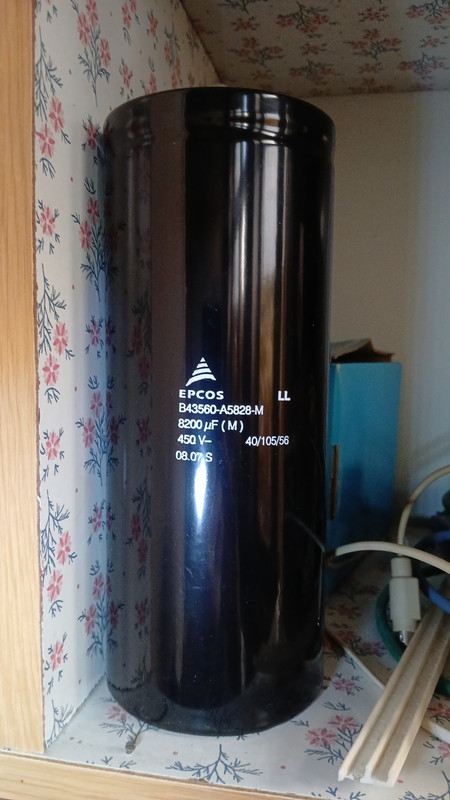 EPCOS LL
B43560-A5828-M
8200 µF ( M )
450 V– 40/105/56
08.07 S